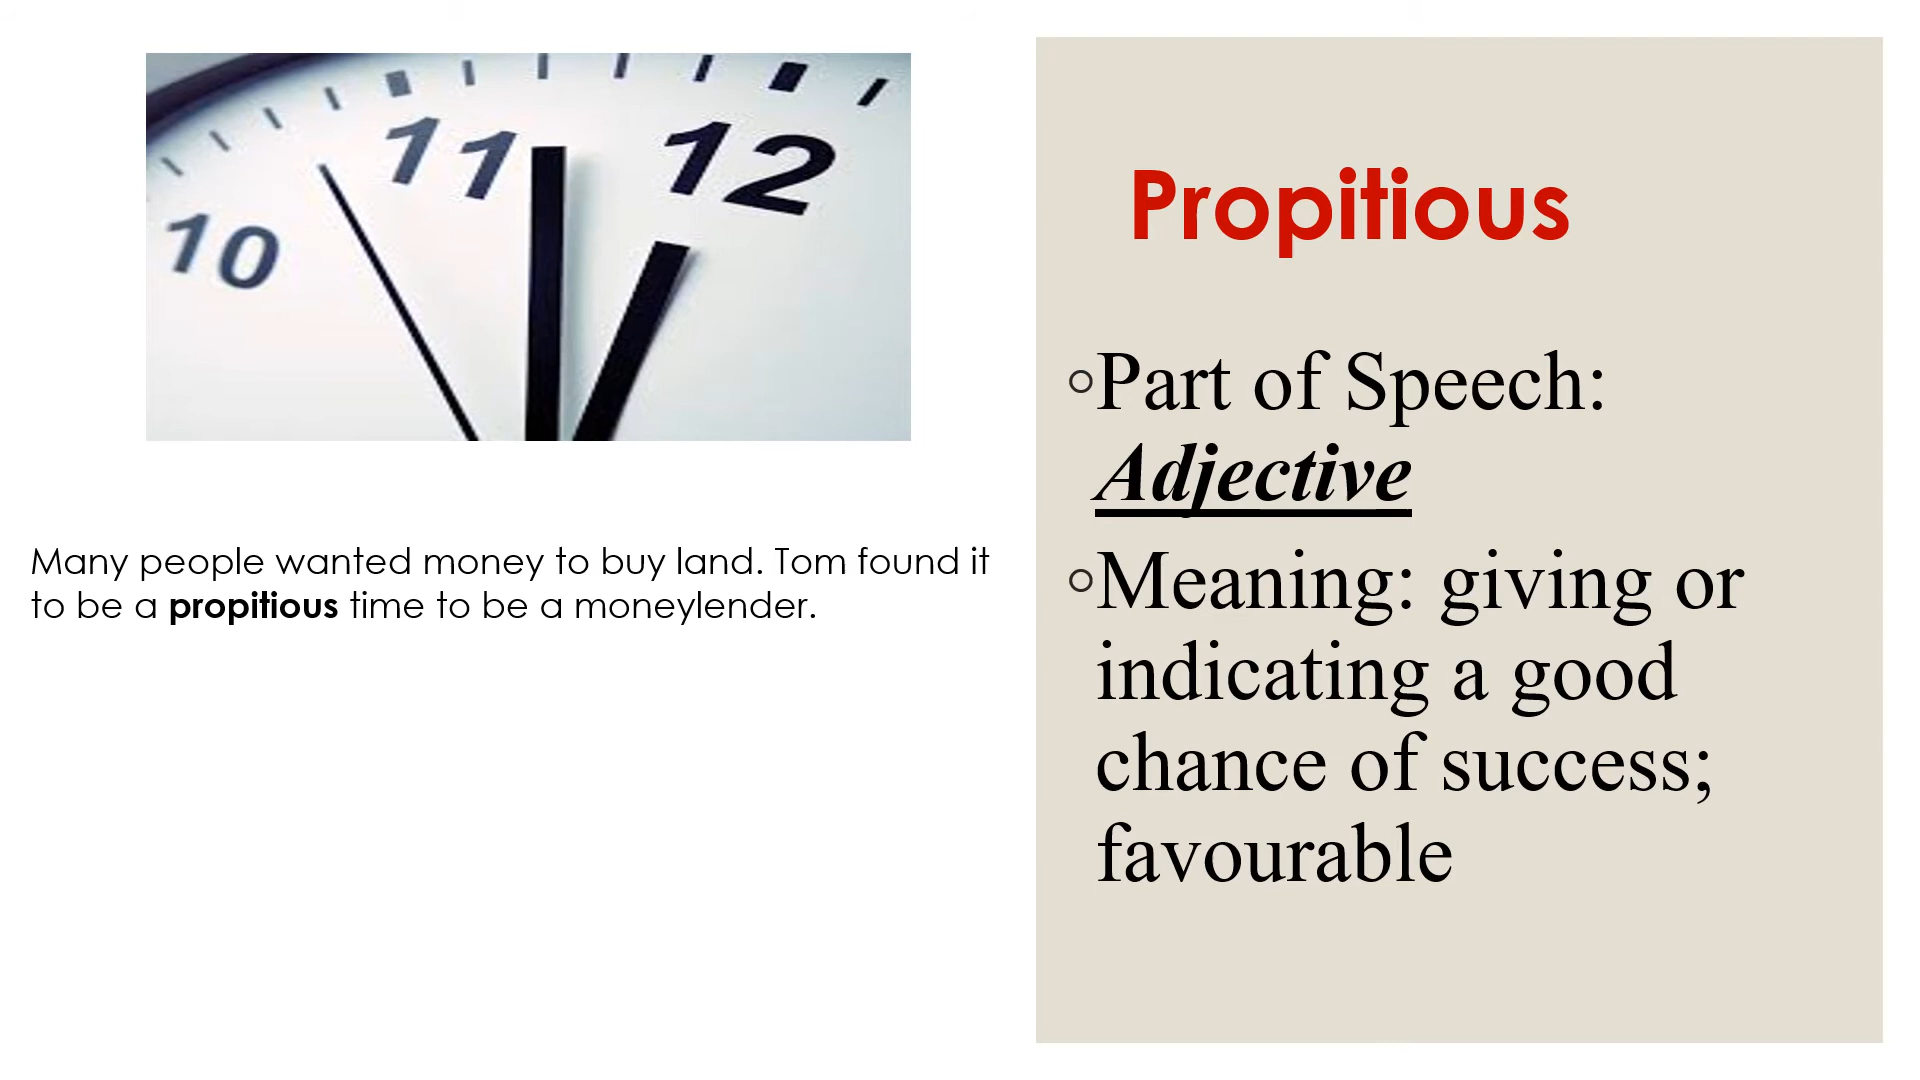 10
11
12
Many people wanted money to buy land. Tom found it
to be a propitious time to be a moneylender.
Propitious
◦Part of Speech:
Adjective
◦Meaning: giving or
indicating a good
chance of success;
favourable